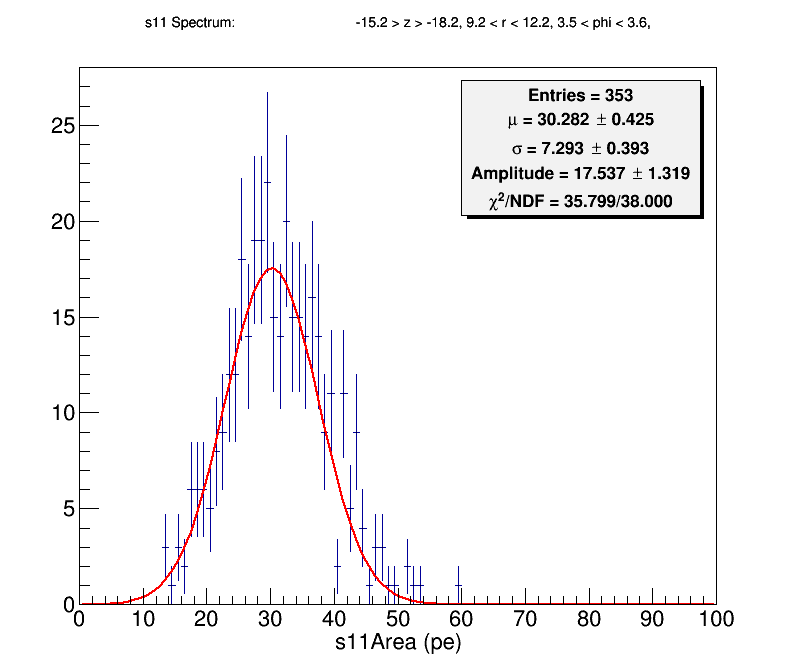 s11 Spectrum: -15.2 > z > -18.2, 9.2 < r < 12.2, 3.5 < phi < 3.6,
Entries = 353
μ = 30.282 ± 0.425
σ = 7.293 ± 0.393
Amplitude = 17.537 ± 1.319
χ²/NDF = 35.799/38.000
25
20
15
10
5
0
0 10 20 30 40 50 60 70 80 90 100
s11Area (pe)